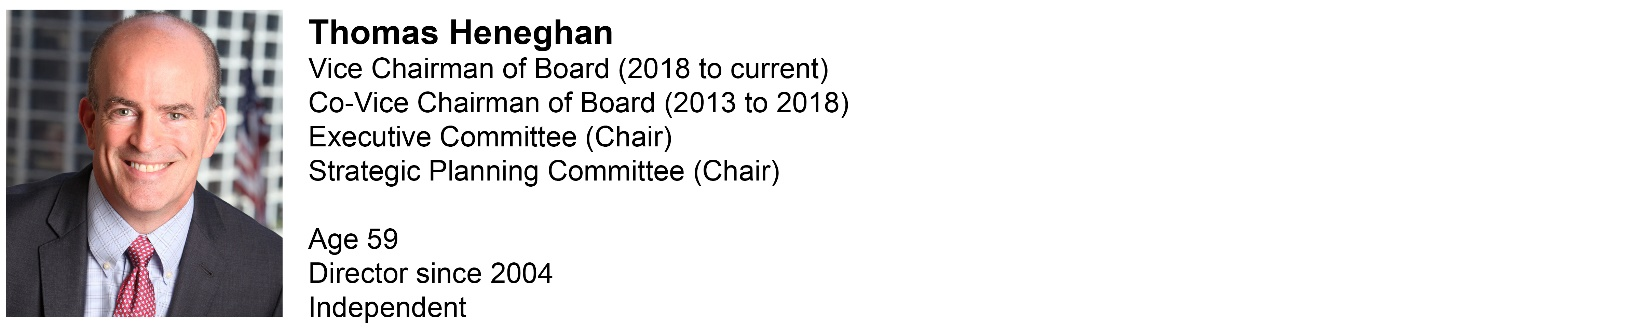 Thomas Heneghan
Vice Chairman of Board (2018 to current)
Co-Vice Chairman of Board (2013 to 2018)
Executive Committee (Chair)
Strategic Planning Committee (Chair)
Age 59
Director since 2004
Independent